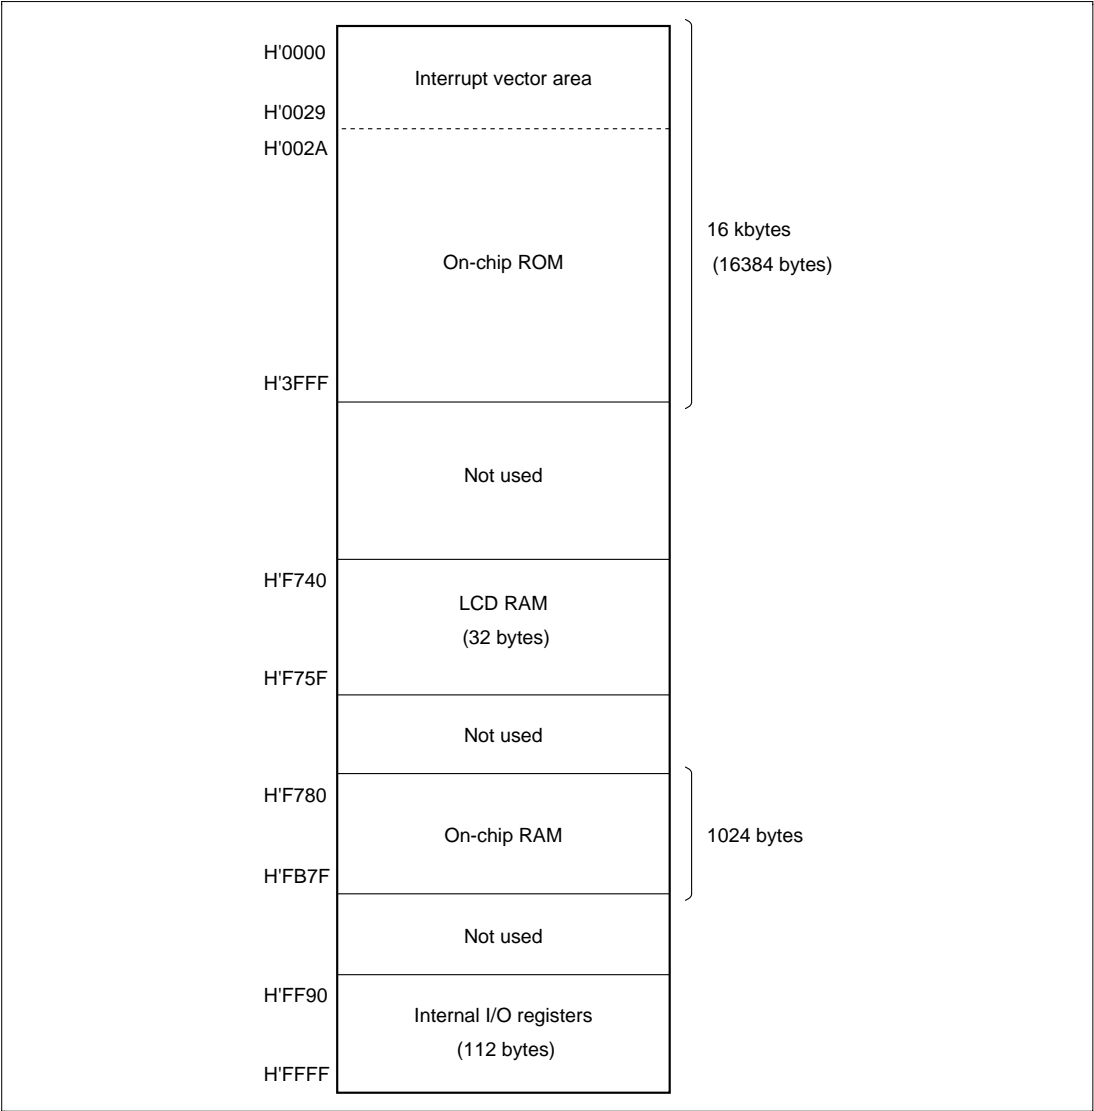 H'0000
Interrupt vector area
H'0029
H'002A
16 kbytes
On-chip ROM
(16384 bytes)
H'3FFF
Not used
H'F740
LCD RAM
(32 bytes)
H'F75F
Not used
H'F780
On-chip RAM
1024 bytes
H'FB7F
Not used
H'FF90
Internal I/O registers
(112 bytes)
H'FFFF